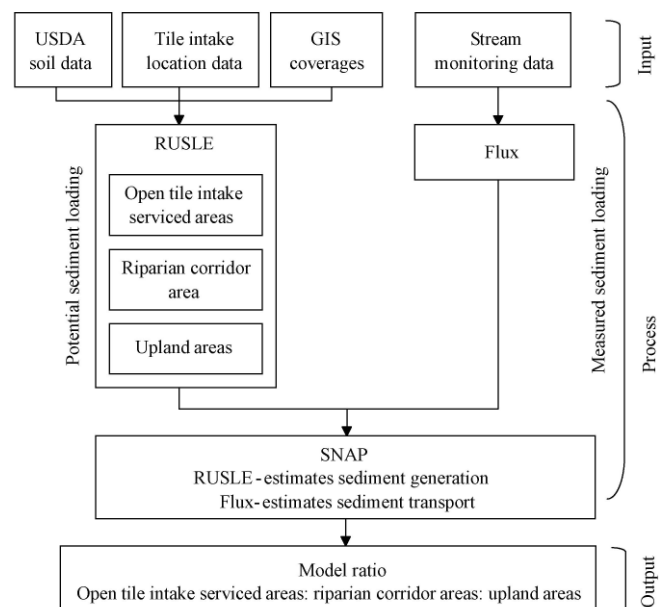 USDA
soil data
Tile intake
location data
GIS
coverages
Stream
monitoring data
Input
RUSLE
Open tile intake
serviced areas
Riparian corridor
area
Upland areas
Potential sediment loading
Flux
Measured sediment loading
Process
SNAP
RUSLE-estimates sediment generation
Flux-estimates sediment transport
Model ratio
Open tile intake serviced areas: riparian corridor areas: upland areas
Output